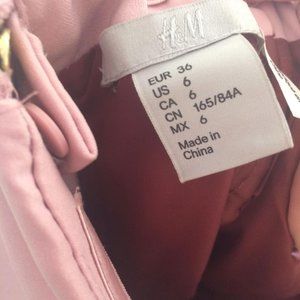 H&M
EUR 36
US 6
CA 6
CN 165/84A
MX 6
Made in
China